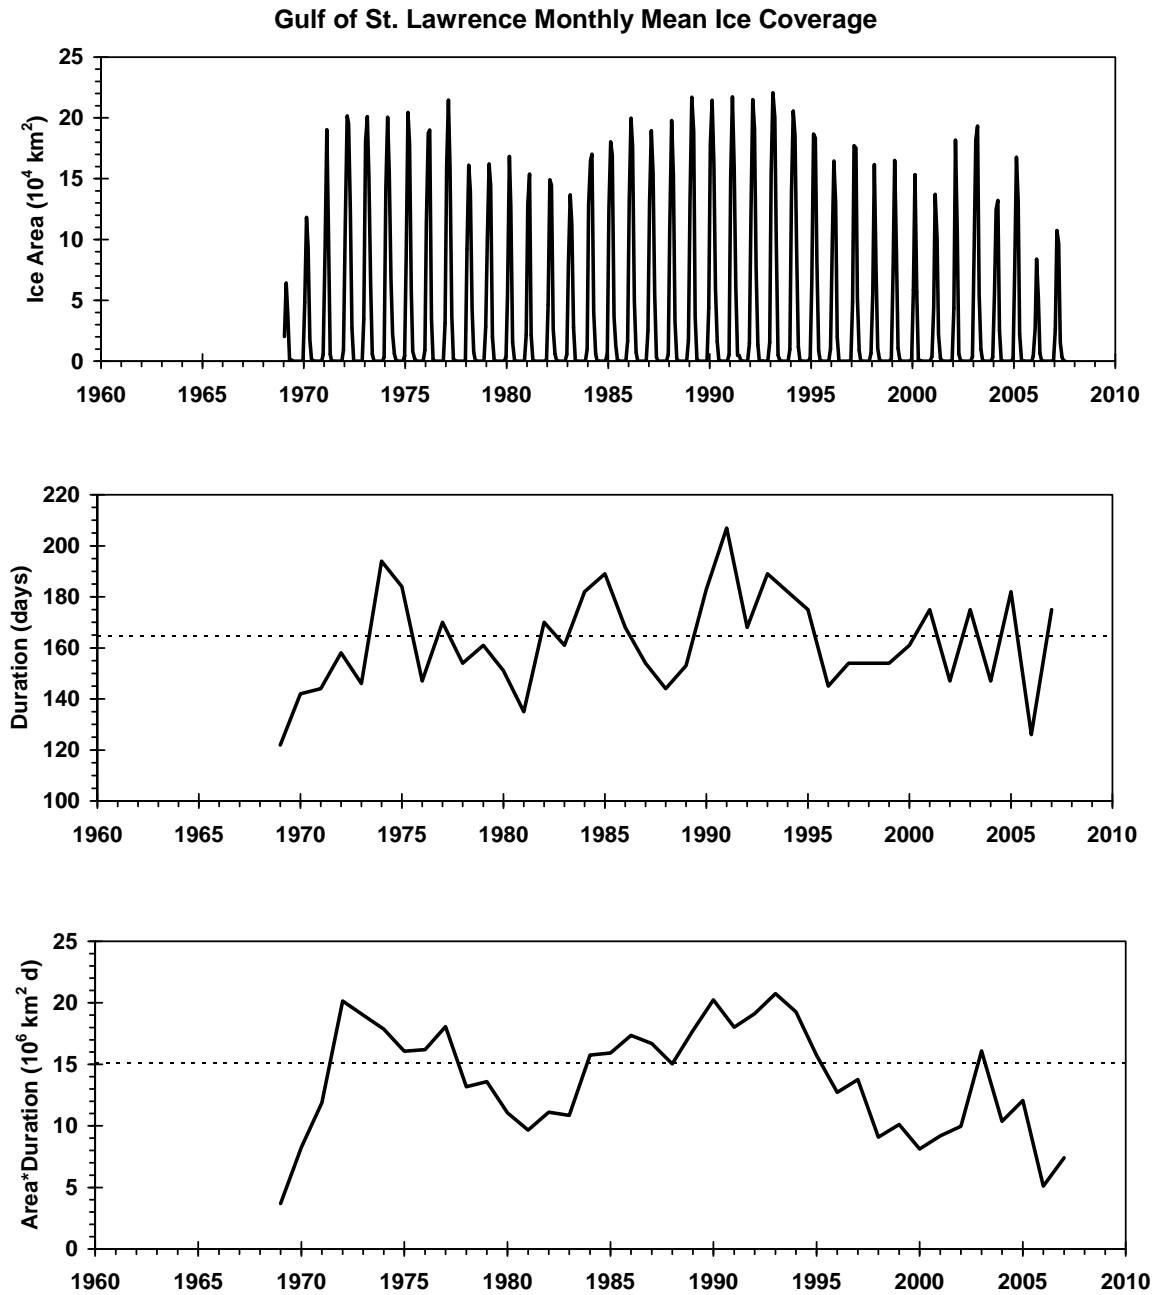 Gulf of St. Lawrence Monthly Mean Ice Coverage
Ice Area (10⁴ km²)
25
20
15
10
5
0
1960 1965 1970 1975 1980 1985 1990 1995 2000 2005 2010
Duration (days)
220
200
180
160
140
120
100
1960 1965 1970 1975 1980 1985 1990 1995 2000 2005 2010
Area*Duration (10⁶ km² d)
25
20
15
10
5
0
1960 1965 1970 1975 1980 1985 1990 1995 2000 2005 2010